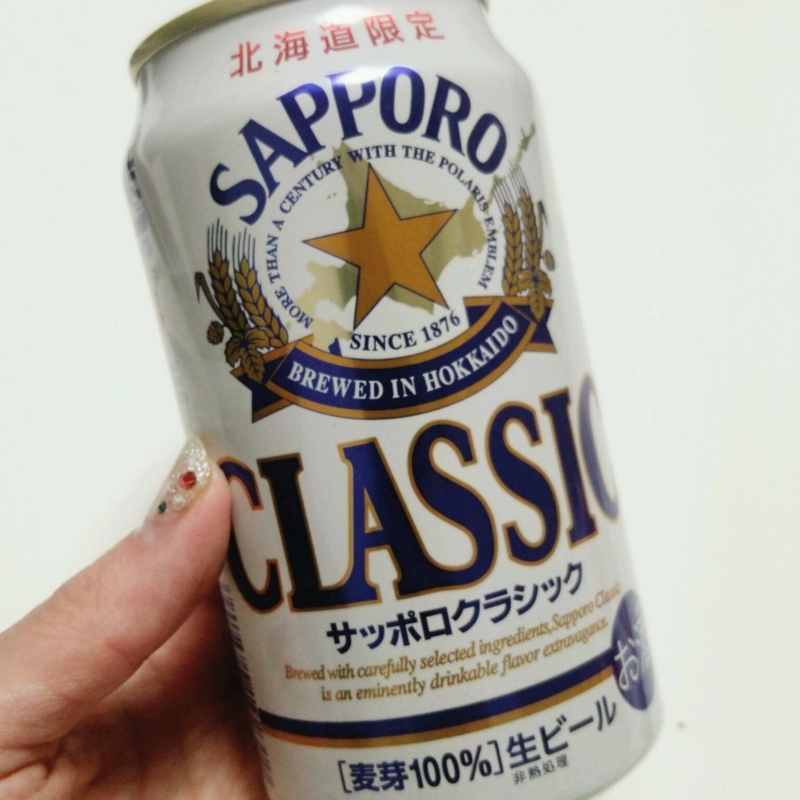 北海道限定
SAPPORO
MORE THAN A CENTURY WITH THE POLARIS EMBLEM
SINCE 1876
BREWED IN HOKKAIDO
CLASSIC
サッポロクラシック
Brewed with carefully selected ingredients, Sapporo Classic
is an eminently drinkable flavor extravagance.
お酒
[麦芽100%]生ビール
非熱処理